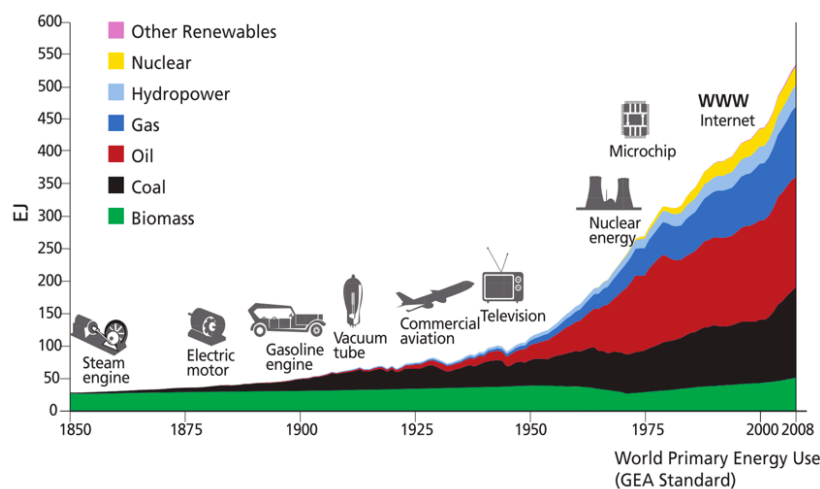 600
550
500
450
400
350
300
250
200
150
100
50
0
EJ
Other Renewables
Nuclear
Hydropower
Gas
Oil
Coal
Biomass
Steam
engine
Electric
motor
Gasoline
engine
Vacuum
tube
Commercial
aviation
Television
Nuclear
energy
Microchip
WWW
Internet
1850
1875
1900
1925
1950
1975
2000 2008
World Primary Energy Use
(GEA Standard)